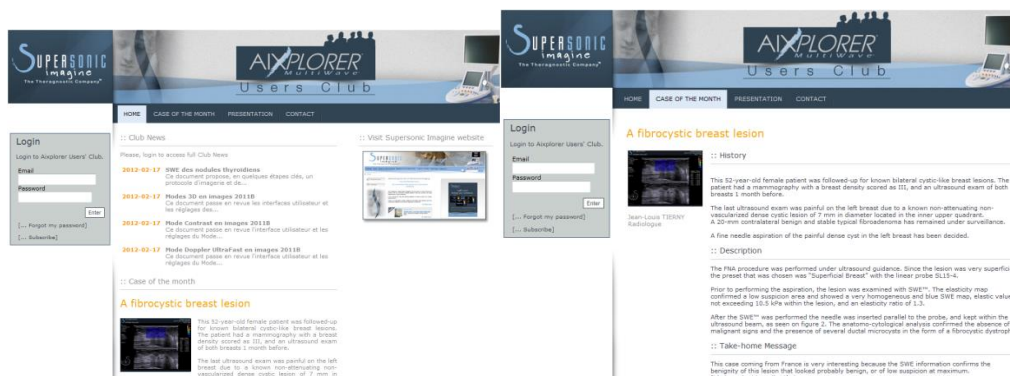 SUPERSONIC
imagine
The Theragnostic Company™
AIXPLORER
MultiWave
Users Club
HOME CASE OF THE MONTH PRESENTATION CONTACT
Login
Login to Aixplorer Users' Club.
Email
Password
Enter
[... Forgot my password]
[... Subscribe]
:: Club News
Please, login to access full Club News
2012-02-17 SWE des nodules thyroïdiens
Ce document propose, en quelques étapes clés, un
protocole d'imagerie et de...
2012-02-17 Modes 3D en images 2011B
Ce document passe en revue les interfaces utilisateur et
les réglages des...
2012-02-17 Mode Contrast en images 2011B
Ce document passe en revue l'interface utilisateur et les
réglages du Mode...
2012-02-17 Mode Doppler UltraFast en images 2011B
Ce document passe en revue l'interface utilisateur et les
réglages du Mode...
:: Case of the month
A fibrocystic breast lesion
This 52-year-old female patient was followed-up
for known bilateral cystic-like breast lesions.
The patient had a mammography with a breast
density scored as III, and an ultrasound exam
of both breasts 1 month before.
The last ultrasound exam was painful on the left
breast due to a known non-attenuating non-
vascularized dense cystic lesion of 7 mm in
:: Visit Supersonic Imagine website
SUPERSONIC
imagine
The Theragnostic Company™
AIXPLORER
MultiWave
Users Club
HOME CASE OF THE MONTH PRESENTATION CONTACT
Login
Login to Aixplorer Users' Club.
Email
Password
Enter
[... Forgot my password]
[... Subscribe]
A fibrocystic breast lesion
Jean-Louis TIERNY
Radiologue
:: History
This 52-year-old female patient was followed-up for known bilateral cystic-like breast lesions. The
patient had a mammography with a breast density scored as III, and an ultrasound exam of both
breasts 1 month before.
The last ultrasound exam was painful on the left breast due to a known non-attenuating non-
vascularized dense cystic lesion of 7 mm in diameter located in the inner upper quadrant.
A 20-mm contralateral benign and stable typical fibroadenoma has remained under surveillance.
A fine needle aspiration of the painful dense cyst in the left breast has been decided.
:: Description
The FNA procedure was performed under ultrasound guidance. Since the lesion was very superfici
the preset that was chosen was "Superficial Breast" with the linear probe SL15-4.
Prior to performing the aspiration, the lesion was examined with SWE™. The elasticity map
confirmed a low suspicion area and showed a very homogeneous and blue SWE map, elastic value
not exceeding 10.5 kPa within the lesion, and an elasticity ratio of 1.3.
After the SWE™ was performed the needle was inserted parallel to the probe, and kept within the
ultrasound beam, as seen on figure 2. The anatomo-cytological analysis confirmed the absence of
malignant signs and the presence of several ductal microcysts in the form of a fibrocystic dystroph
:: Take-home Message
This case coming from France is very interesting because the SWE information confirms the
benignity of this lesion that looked probably benign, or of low suspicion at maximum.